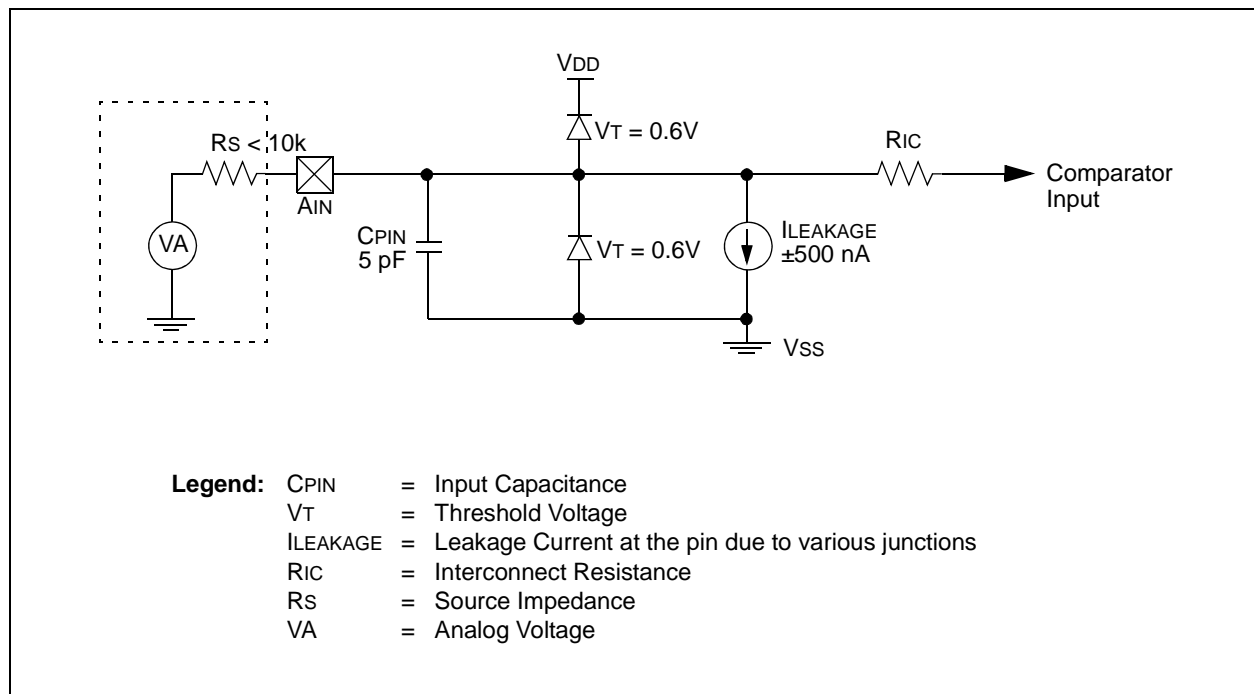 VDD
VT = 0.6V
RS < 10k
RIC
AIN
Comparator
Input
VA
CPIN
5 pF
VT = 0.6V
ILEAKAGE
±500 nA
VSS
Legend: CPIN = Input Capacitance
VT = Threshold Voltage
ILEAKAGE = Leakage Current at the pin due to various junctions
RIC = Interconnect Resistance
RS = Source Impedance
VA = Analog Voltage